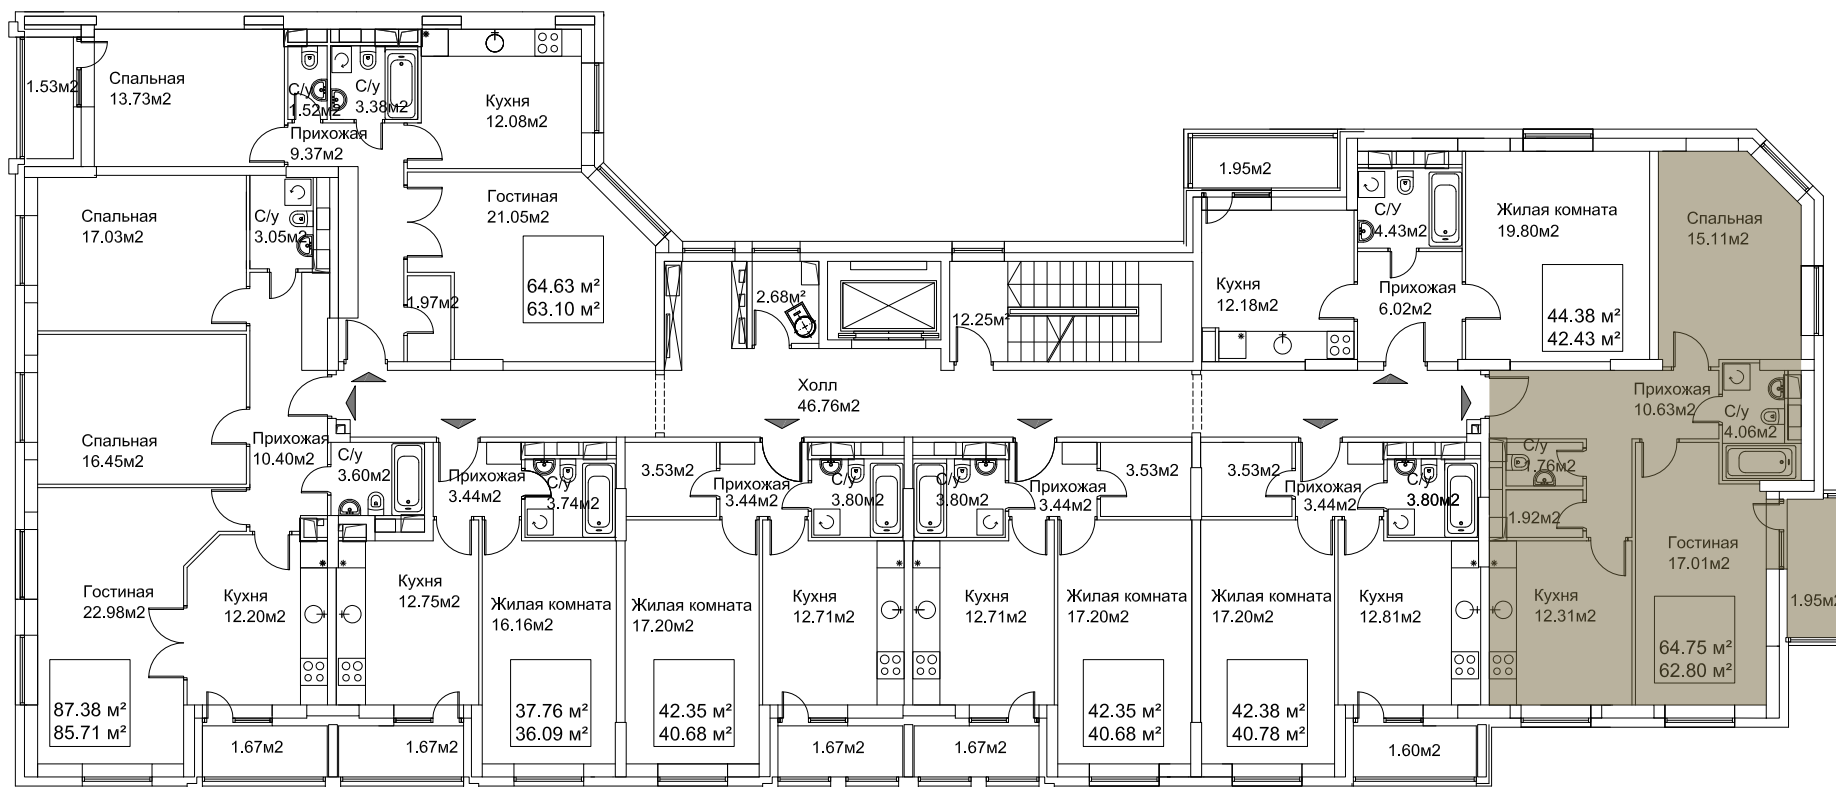 1.53м2
Спальная
13.73м2
С/у
1.52м2
С/у
3.38м2
Прихожая
9.37м2
Кухня
12.08м2
Гостиная
21.05м2
64.63 м²
63.10 м²
1.97м2
Спальная
17.03м2
С/у
3.05м2
Спальная
16.45м2
Прихожая
10.40м2
С/у
3.60м2
Гостиная
22.98м2
Кухня
12.20м2
87.38 м²
85.71 м²
1.67м2
2.68м²
12.25м²
Холл
46.76м2
1.95м2
Кухня
12.18м2
С/У
4.43м2
Прихожая
6.02м2
Жилая комната
19.80м2
44.38 м²
42.43 м²
Спальная
15.11м2
Прихожая
10.63м2
С/у
4.06м2
С/у
1.76м2
1.92м2
Гостиная
17.01м2
Кухня
12.31м2
64.75 м²
62.80 м²
1.95м2
Прихожая
3.44м2
С/у
3.74м2
Кухня
12.75м2
Жилая комната
16.16м2
37.76 м²
36.09 м²
1.67м2
3.53м2
Прихожая
3.44м2
С/у
3.80м2
Жилая комната
17.20м2
Кухня
12.71м2
42.35 м²
40.68 м²
1.67м2
С/у
3.80м2
Прихожая
3.44м2
3.53м2
Кухня
12.71м2
Жилая комната
17.20м2
42.35 м²
40.68 м²
1.67м2
3.53м2
Прихожая
3.44м2
С/у
3.80м2
Жилая комната
17.20м2
Кухня
12.81м2
42.38 м²
40.78 м²
1.60м2